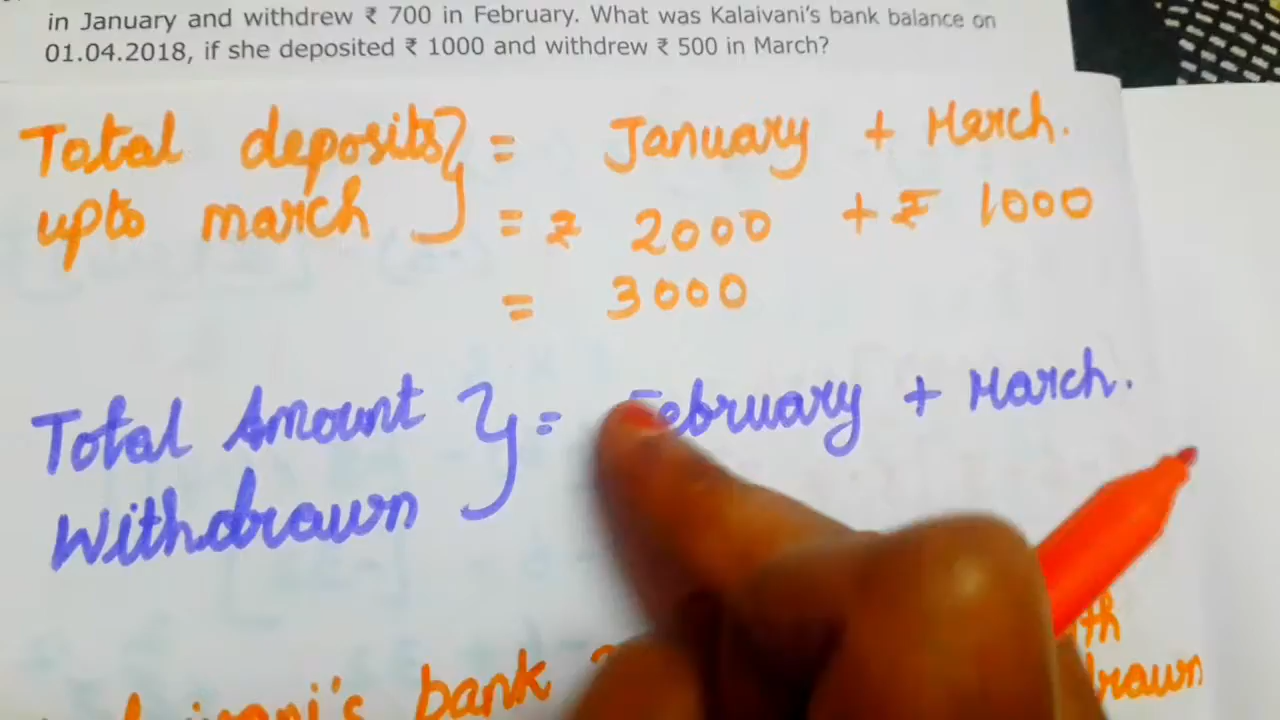 in January and withdrew ₹ 700 in February. What was Kalaivani's bank balance on
01.04.2018, if she deposited ₹ 1000 and withdrew ₹ 500 in March?
Total deposits } = January + March.
upto march = ₹ 2000 + ₹ 1000
= 3000
Total Amount } = February + March.
Withdrawn
bank